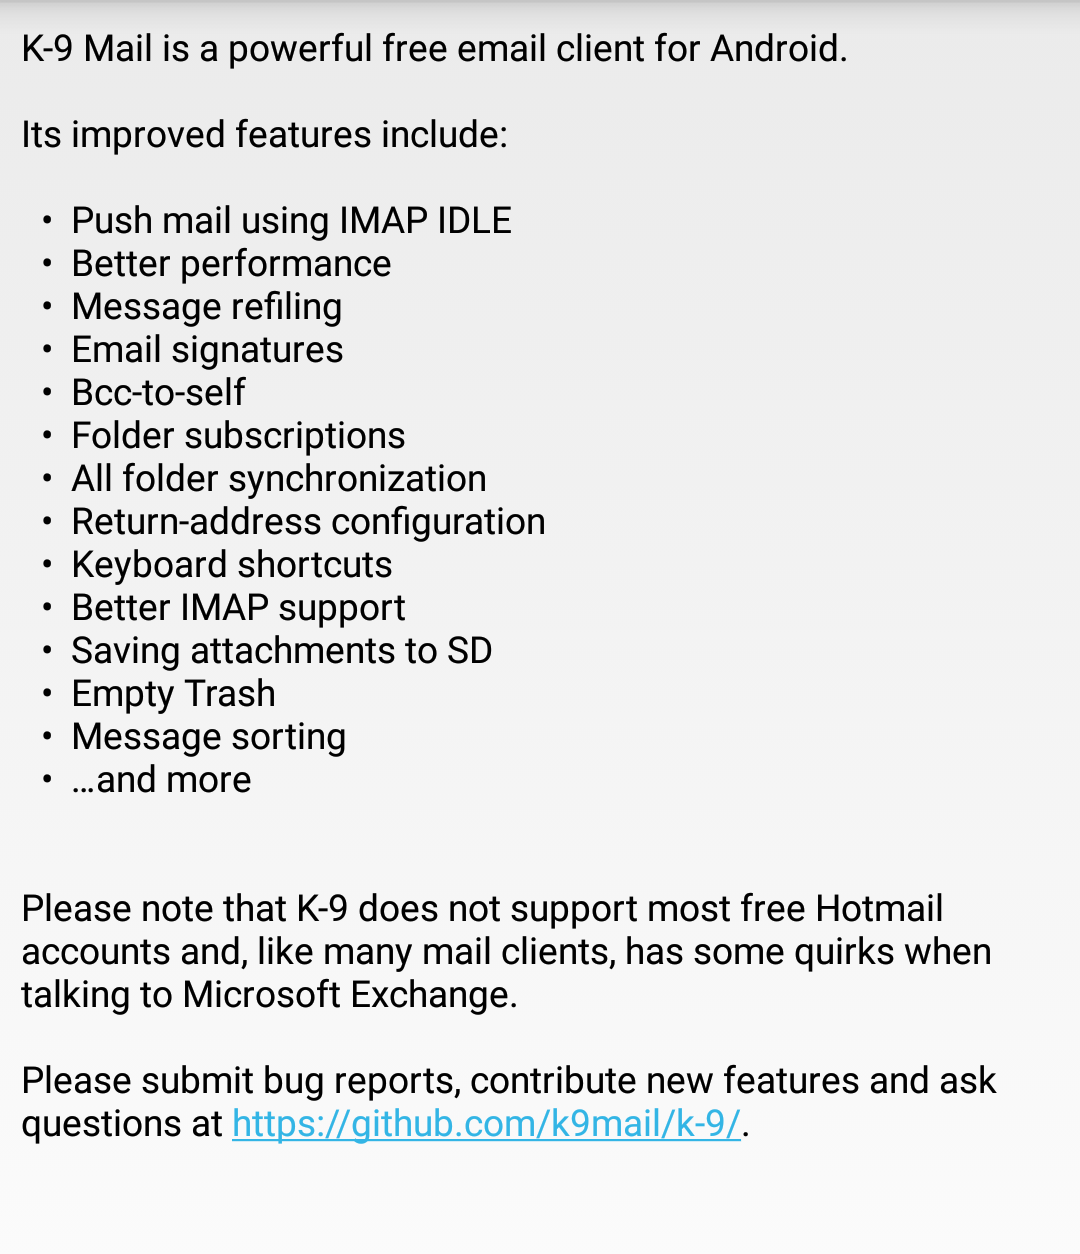 K-9 Mail is a powerful free email client for Android.
Its improved features include:
• Push mail using IMAP IDLE
• Better performance
• Message refiling
• Email signatures
• Bcc-to-self
• Folder subscriptions
• All folder synchronization
• Return-address configuration
• Keyboard shortcuts
• Better IMAP support
• Saving attachments to SD
• Empty Trash
• Message sorting
• …and more
Please note that K-9 does not support most free Hotmail
accounts and, like many mail clients, has some quirks when
talking to Microsoft Exchange.
Please submit bug reports, contribute new features and ask
questions at https://github.com/k9mail/k-9/.